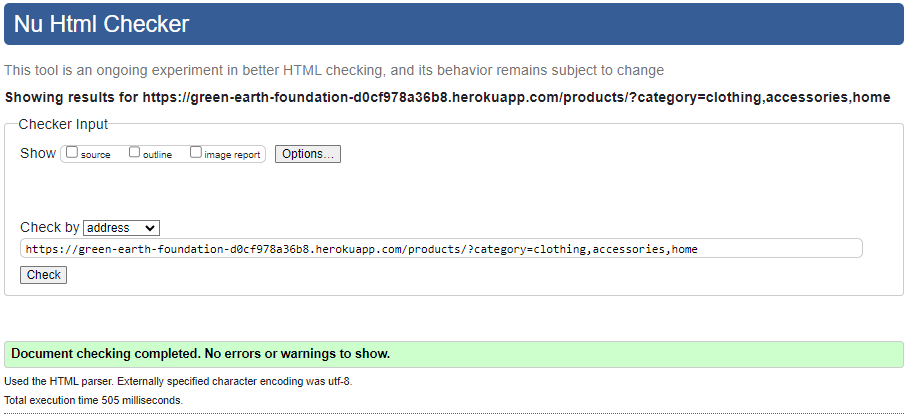 Nu Html Checker
This tool is an ongoing experiment in better HTML checking, and its behavior remains subject to change
Showing results for https://green-earth-foundation-d0cf978a36b8.herokuapp.com/products/?category=clothing,accessories,home
Checker Input
Show source outline image report Options...
Check by address
https://green-earth-foundation-d0cf978a36b8.herokuapp.com/products/?category=clothing,accessories,home
Check
Document checking completed. No errors or warnings to show.
Used the HTML parser. Externally specified character encoding was utf-8.
Total execution time 505 milliseconds.